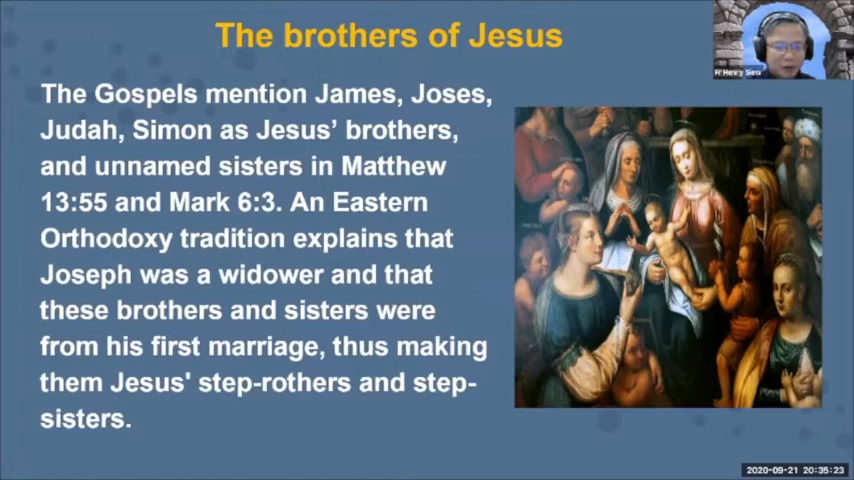 The brothers of Jesus
Fr Henry Siew
The Gospels mention James, Joses,
Judah, Simon as Jesus’ brothers,
and unnamed sisters in Matthew
13:55 and Mark 6:3. An Eastern
Orthodoxy tradition explains that
Joseph was a widower and that
these brothers and sisters were
from his first marriage, thus making
them Jesus' step-rothers and step-
sisters.
2020-09-21 20:35:23